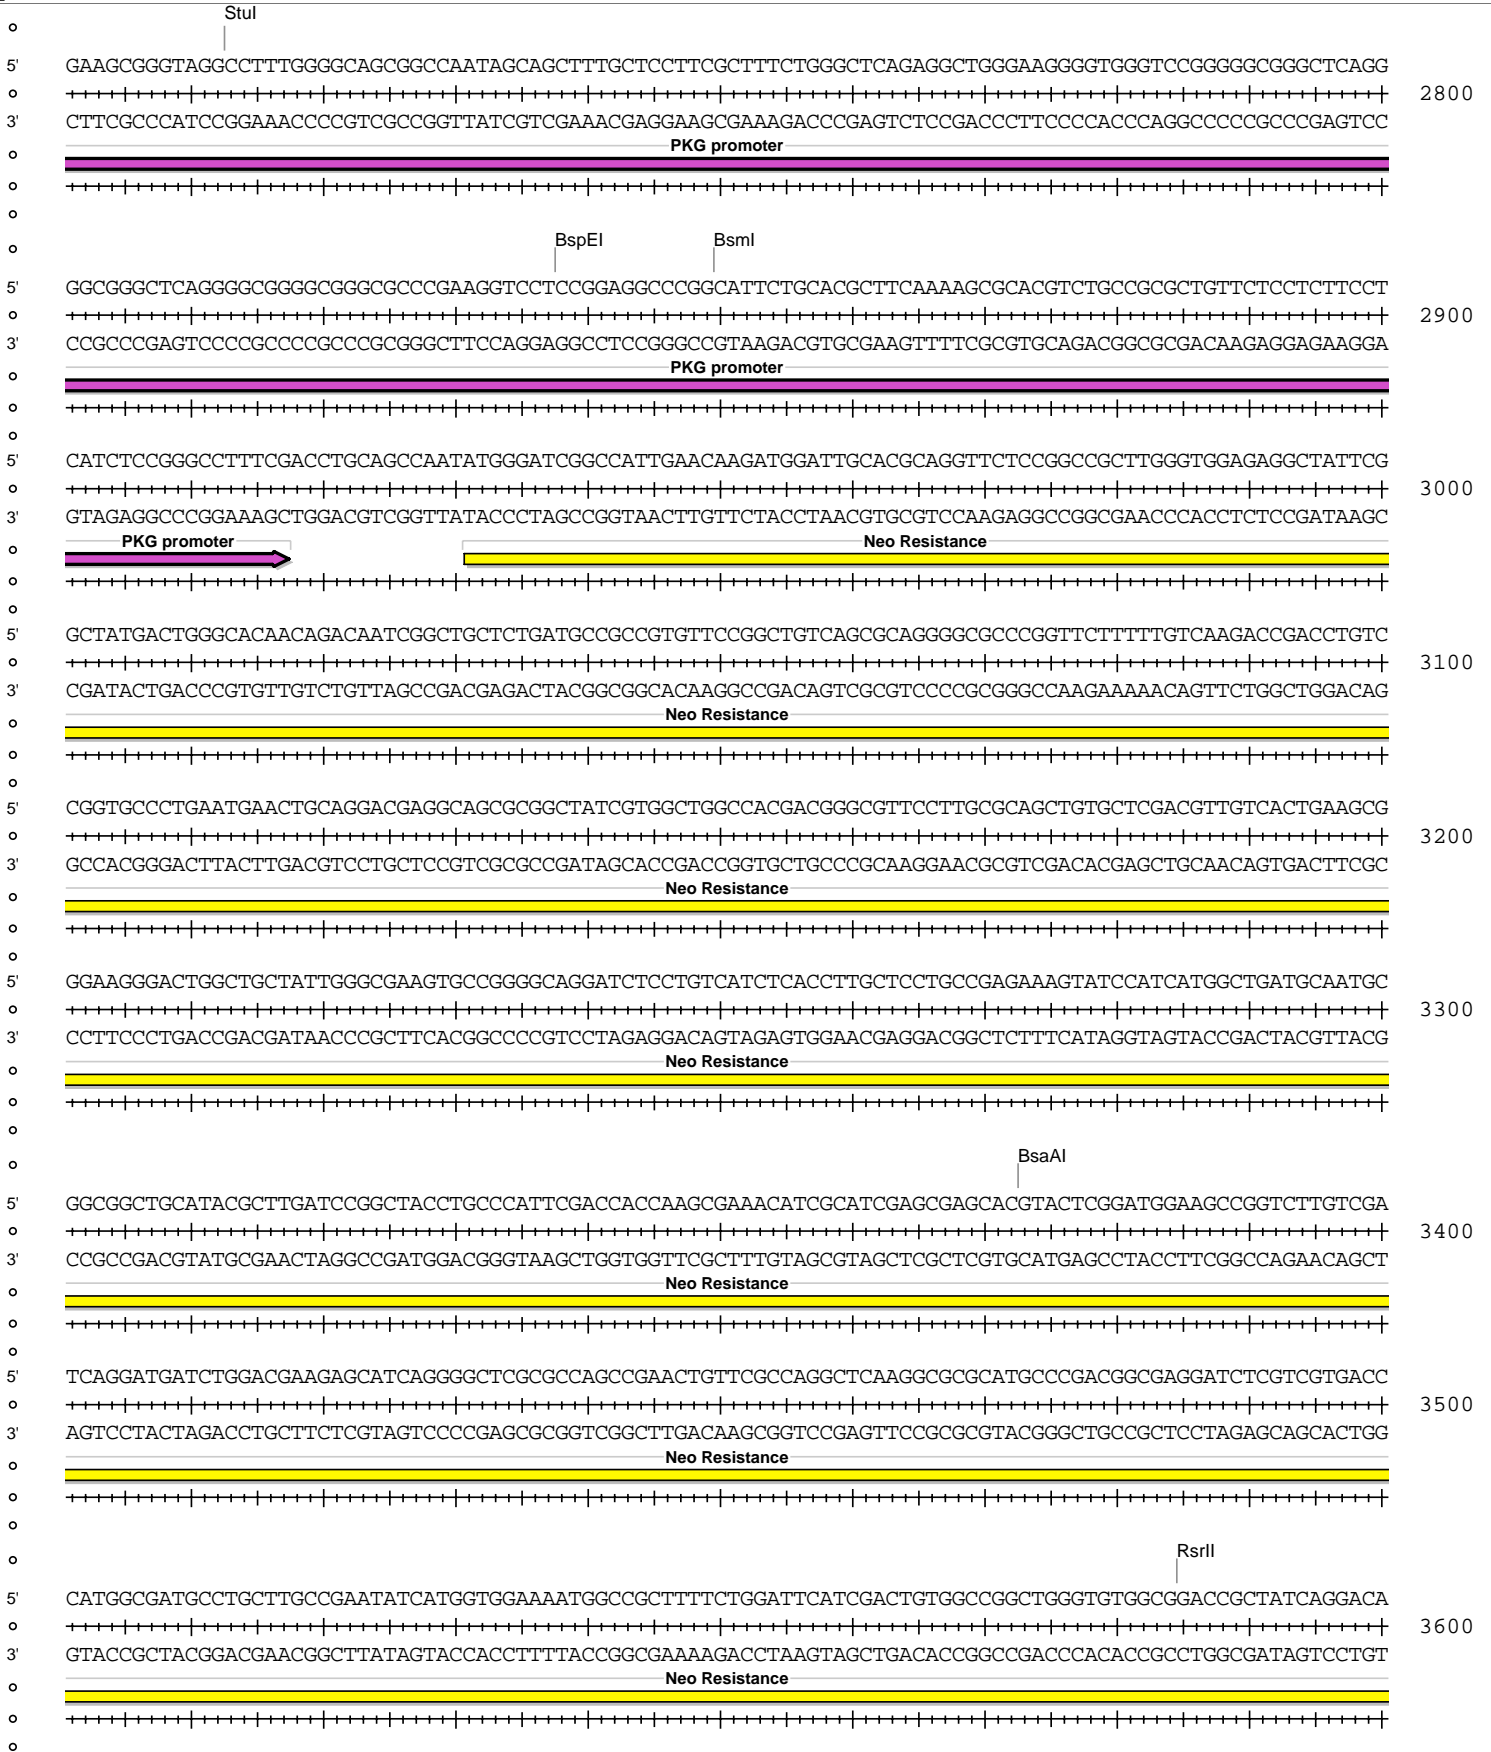 StuI
5' GAAGCGGGTAGGCCTTTGGGGCAGCGGCCAATAGCAGCTTTGCTCCTTCGCTTTCTGGGCTCAGAGGCTGGGAAGGGGTGGGTCCGGGGGCGGGCTCAGG
2800
3' CTTCGCCCATCCGGAAACCCCGTCGCCGGTTATCGTCGAAACGAGGAAGCGAAAGACCCGAGTCTCCGACCCTTCCCCACCCAGGCCCCCGCCCGAGTCC
PKG promoter
BspEI BsmI
5' GGCGGGCTCAGGGGCGGGGCGGGCGCCCGAAGGTCCTCCGGAGGCCCGGCATTCTGCACGCTTCAAAAGCGCACGTCTGCCGCGCTGTTCTCCTCTTCCT
2900
3' CCGCCCGAGTCCCCGCCCCGCCCGCGGGCTTCCAGGAGGCCTCCGGGCCGTAAGACGTGCGAAGTTTTCGCGTGCAGACGGCGCGACAAGAGGAGAAGGA
PKG promoter
5' CATCTCCGGGCCTTTCGACCTGCAGCCAATATGGGATCGGCCATTGAACAAGATGGATTGCACGCAGGTTCTCCGGCCGCTTGGGTGGAGAGGCTATTCG
3000
3' GTAGAGGCCCGGAAAGCTGGACGTCGGTTATACCCTAGCCGGTAACTTGTTCTACCTAACGTGCGTCCAAGAGGCCGGCGAACCCACCTCTCCGATAAGC
PKG promoter Neo Resistance
5' GCTATGACTGGGCACAACAGACAATCGGCTGCTCTGATGCCGCCGTGTTCCGGCTGTCAGCGCAGGGGCGCCCGGTTCTTTTTGTCAAGACCGACCTGTC
3100
3' CGATACTGACCCGTGTTGTCTGTTAGCCGACGAGACTACGGCGGCACAAGGCCGACAGTCGCGTCCCCGCGGGCCAAGAAAAACAGTTCTGGCTGGACAG
Neo Resistance
5' CGGTGCCCTGAATGAACTGCAGGACGAGGCAGCGCGGCTATCGTGGCTGGCCACGACGGGCGTTCCTTGCGCAGCTGTGCTCGACGTTGTCACTGAAGCG
3200
3' GCCACGGGACTTACTTGACGTCCTGCTCCGTCGCGCCGATAGCACCGACCGGTGCTGCCCGCAAGGAACGCGTCGACACGAGCTGCAACAGTGACTTCGC
Neo Resistance
5' GGAAGGGACTGGCTGCTATTGGGCGAAGTGCCGGGGCAGGATCTCCTGTCATCTCACCTTGCTCCTGCCGAGAAAGTATCCATCATGGCTGATGCAATGC
3300
3' CCTTCCCTGACCGACGATAACCCGCTTCACGGCCCCGTCCTAGAGGACAGTAGAGTGGAACGAGGACGGCTCTTTCATAGGTAGTACCGACTACGTTACG
Neo Resistance
BsaAI
5' GGCGGCTGCATACGCTTGATCCGGCTACCTGCCCATTCGACCACCAAGCGAAACATCGCATCGAGCGAGCACGTACTCGGATGGAAGCCGGTCTTGTCGA
3400
3' CCGCCGACGTATGCGAACTAGGCCGATGGACGGGTAAGCTGGTGGTTCGCTTTGTAGCGTAGCTCGCTCGTGCATGAGCCTACCTTCGGCCAGAACAGCT
Neo Resistance
5' TCAGGATGATCTGGACGAAGAGCATCAGGGGCTCGCGCCAGCCGAACTGTTCGCCAGGCTCAAGGCGCGCATGCCCGACGGCGAGGATCTCGTCGTGACC
3500
3' AGTCCTACTAGACCTGCTTCTCGTAGTCCCCGAGCGCGGTCGGCTTGACAAGCGGTCCGAGTTCCGCGCGTACGGGCTGCCGCTCCTAGAGCAGCACTGG
Neo Resistance
RsrII
5' CATGGCGATGCCTGCTTGCCGAATATCATGGTGGAAAATGGCCGCTTTTCTGGATTCATCGACTGTGGCCGGCTGGGTGTGGCGGACCGCTATCAGGACA
3600
3' GTACCGCTACGGACGAACGGCTTATAGTACCACCTTTTACCGGCGAAAAGACCTAAGTAGCTGACACCGGCCGACCCACACCGCCTGGCGATAGTCCTGT
Neo Resistance